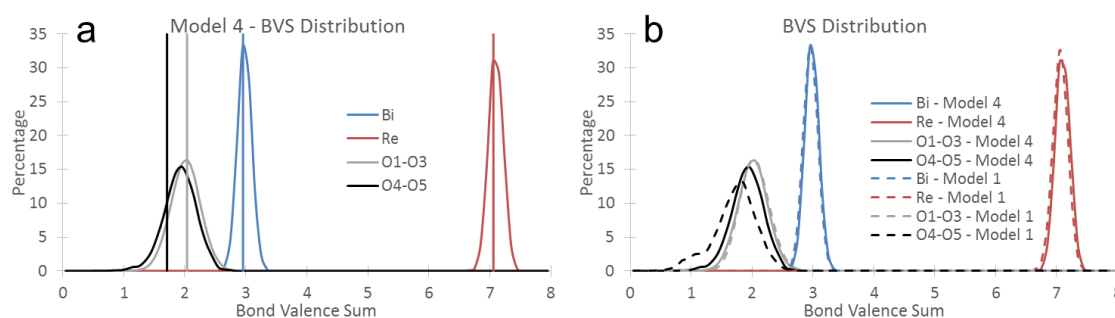 a
Model 4 - BVS Distribution
Percentage
35
30
25
20
15
10
5
0
Bi
Re
O1-O3
O4-O5
0 1 2 3 4 5 6 7 8
Bond Valence Sum
b
BVS Distribution
Percentage
35
30
25
20
15
10
5
0
Bi - Model 4
Re - Model 4
O1-O3 - Model 4
O4-O5 - Model 4
Bi - Model 1
Re - Model 1
O1-O3 - Model 1
O4-O5 - Model 1
0 1 2 3 4 5 6 7 8
Bond Valence Sum